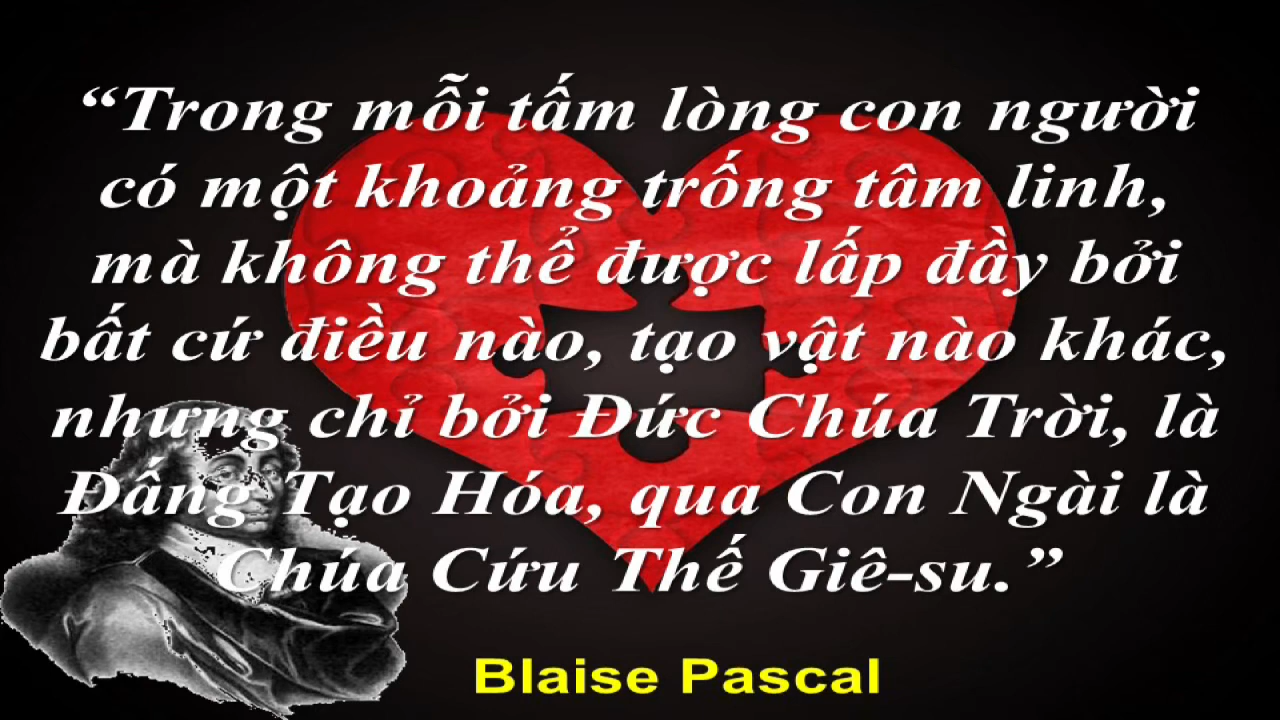 “Trong mỗi tấm lòng con người
có một khoảng trống tâm linh,
mà không thể được lấp đầy bởi
bất cứ điều nào, tạo vật nào khác,
nhưng chỉ bởi Đức Chúa Trời, là
Đấng Tạo Hóa, qua Con Ngài là
Chúa Cứu Thế Giê-su.”
Blaise Pascal